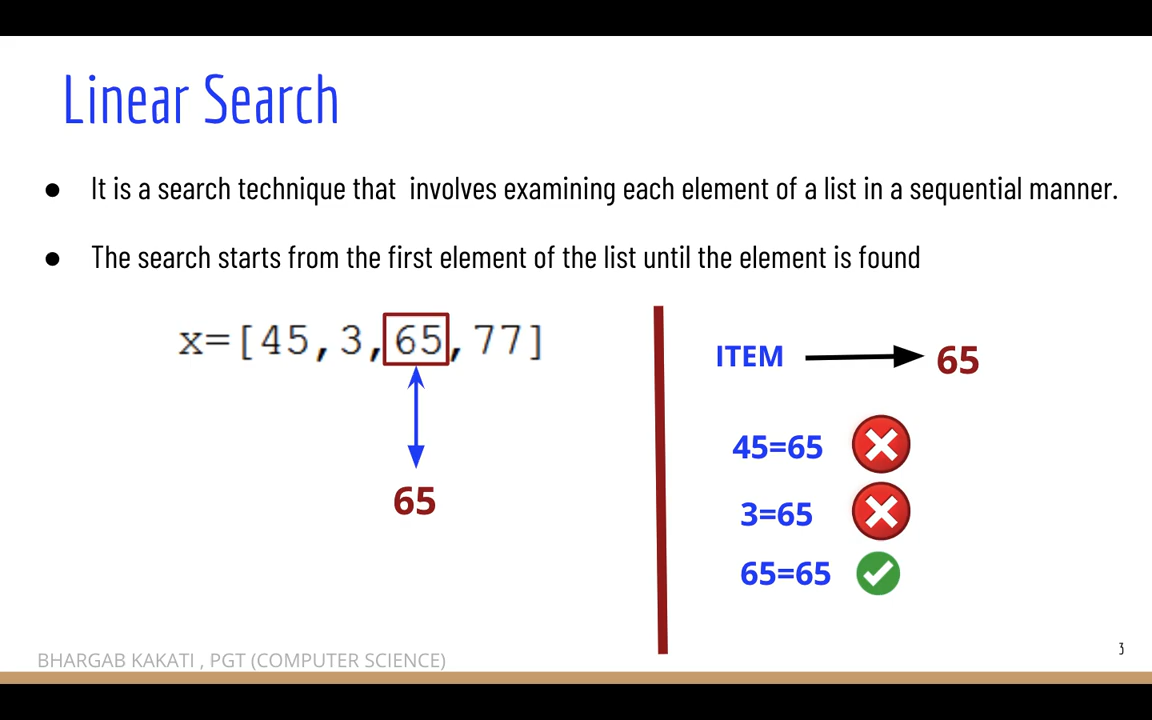 Linear Search
● It is a search technique that involves examining each element of a list in a sequential manner.
● The search starts from the first element of the list until the element is found
x=[45,3,65,77]
65
ITEM 65
45=65
3=65
65=65
BHARGAB KAKATI , PGT (COMPUTER SCIENCE)
3